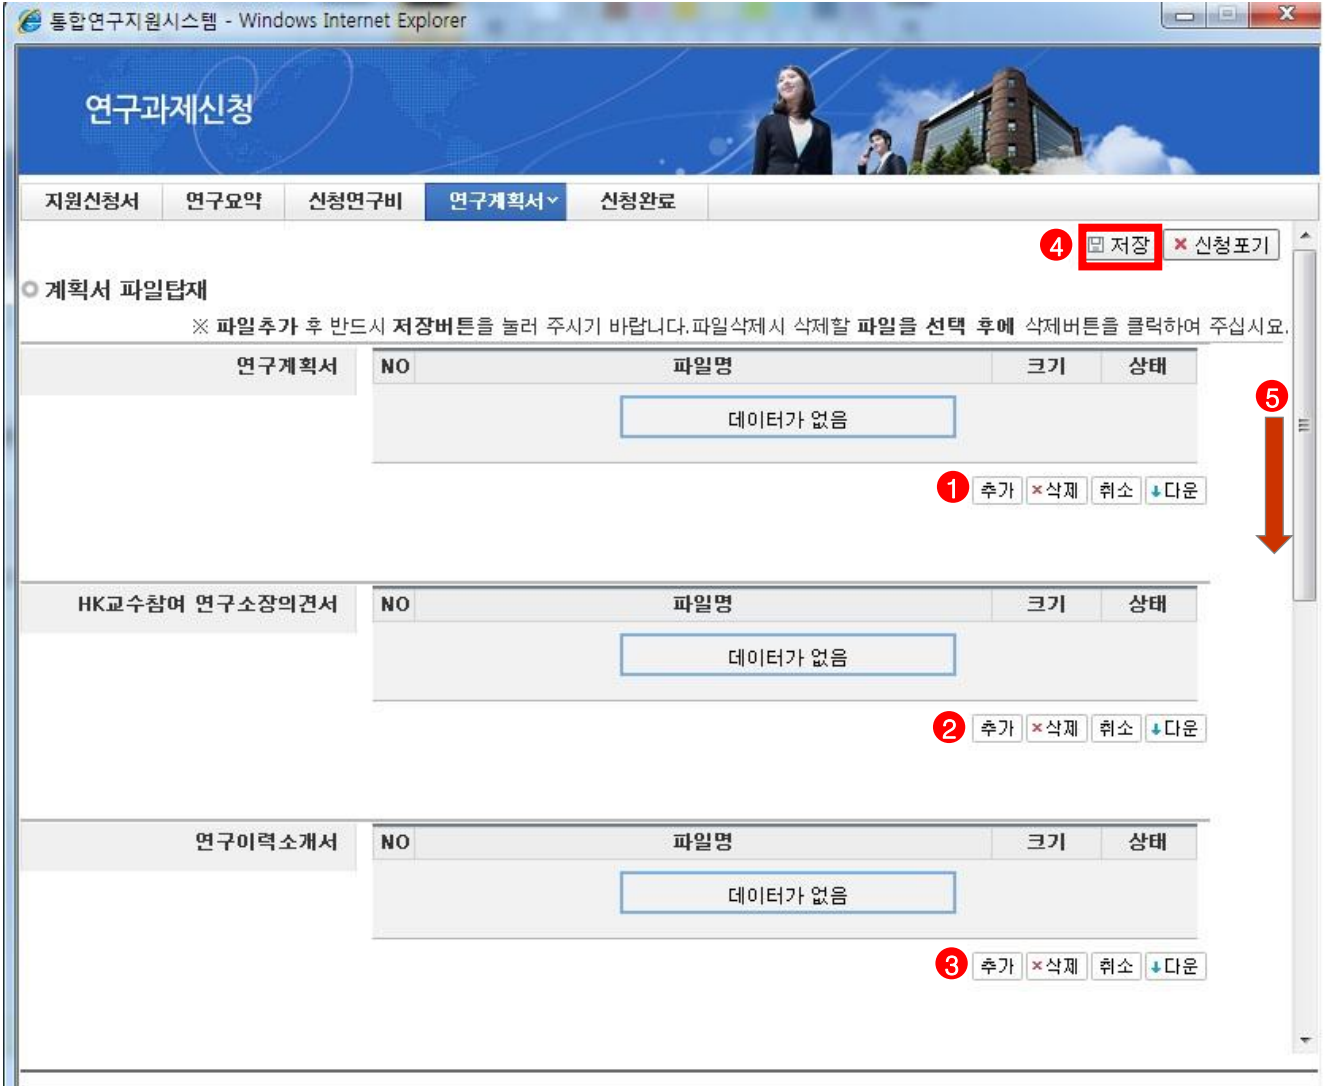 통합연구지원시스템 - Windows Internet Explorer
연구과제신청
지원신청서 연구요약 신청연구비 연구계획서 신청완료
4 저장 신청포기
계획서 파일탑재
※ 파일추가 후 반드시 저장버튼을 눌러 주시기 바랍니다.파일삭제시 삭제할 파일을 선택 후에 삭제버튼을 클릭하여 주십시요.
연구계획서 NO 파일명 크기 상태
5
데이터가 없음
1 추가 삭제 취소 다운
HK교수참여 연구소장의견서 NO 파일명 크기 상태
데이터가 없음
2 추가 삭제 취소 다운
연구이력소개서 NO 파일명 크기 상태
데이터가 없음
3 추가 삭제 취소 다운